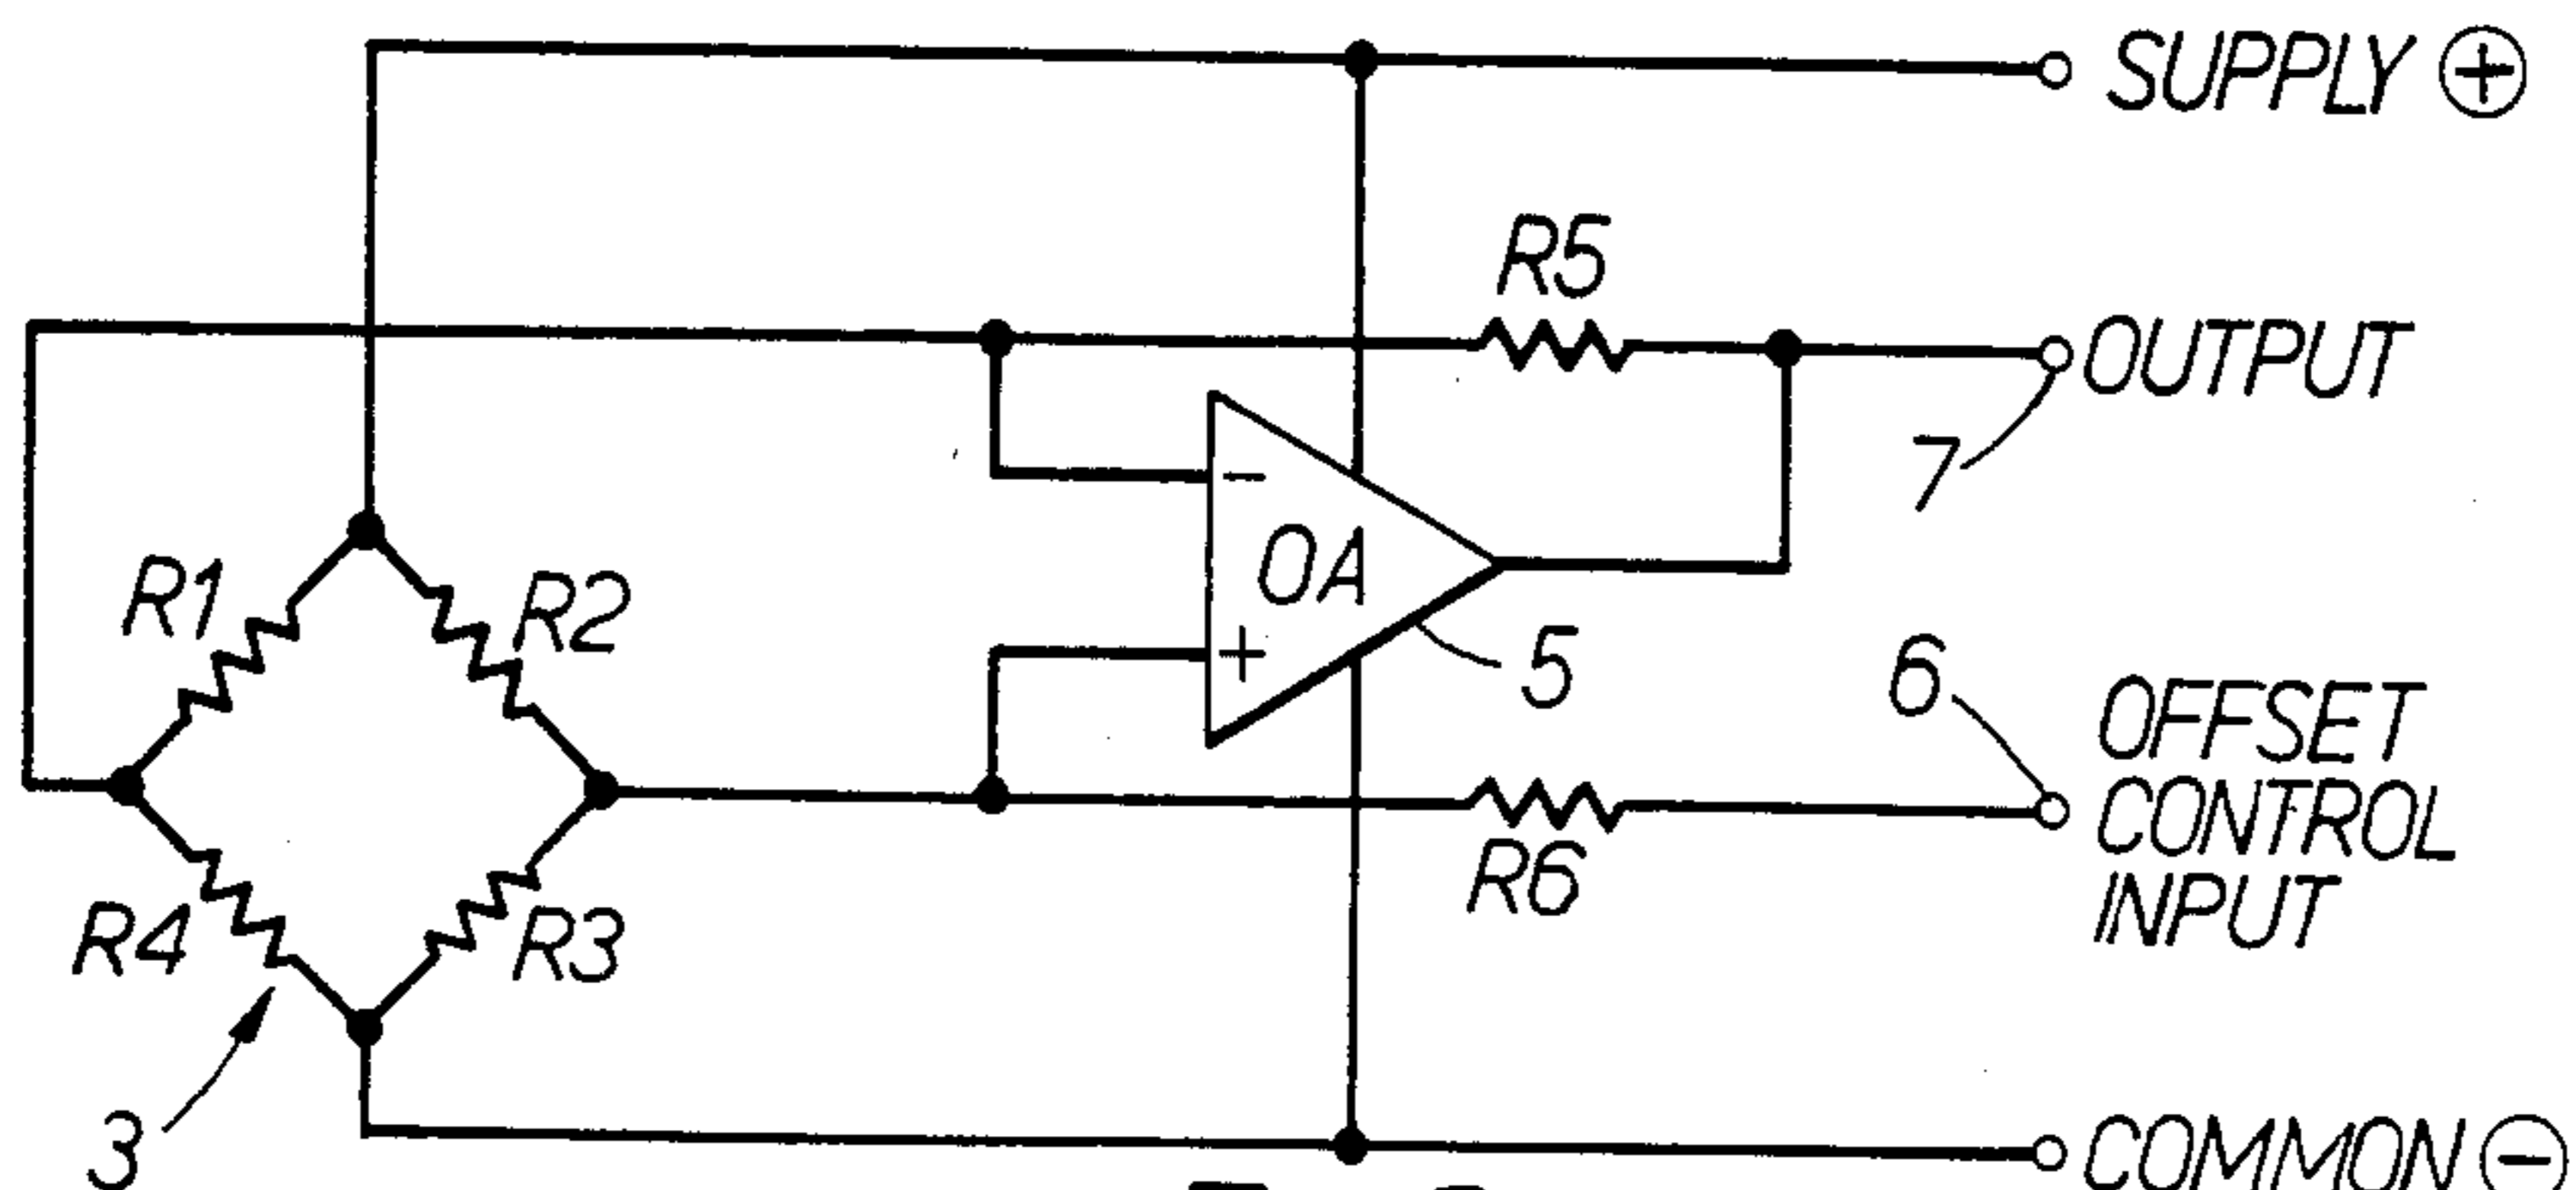 SUPPLY ⊕
R5
OUTPUT
7
-
OA
+
5
R1
R2
6
OFFSET
CONTROL
INPUT
R6
R4
R3
3
COMMON ⊖